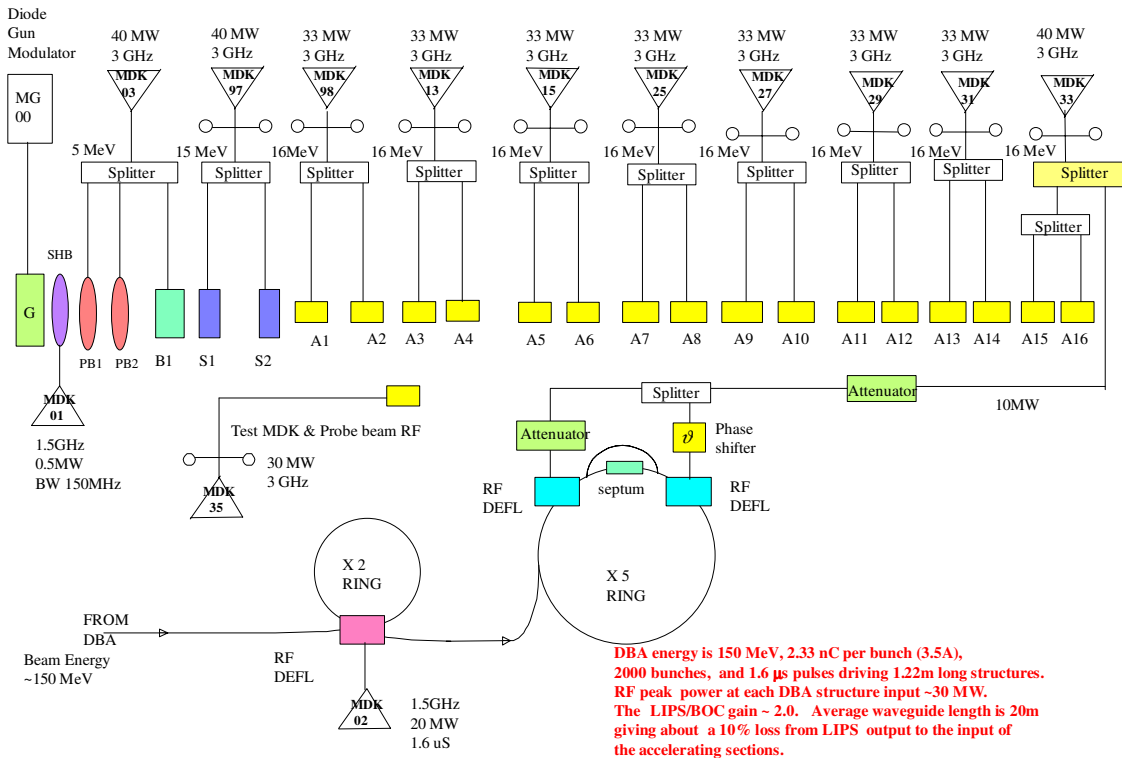 Diode
Gun
Modulator
MG
00
40 MW
3 GHz
MDK
03
40 MW
3 GHz
MDK
97
33 MW
3 GHz
MDK
98
33 MW
3 GHz
MDK
13
33 MW
3 GHz
MDK
15
33 MW
3 GHz
MDK
25
33 MW
3 GHz
MDK
27
33 MW
3 GHz
MDK
29
33 MW
3 GHz
MDK
31
40 MW
3 GHz
MDK
33
5 MeV
15 MeV
16MeV
16 MeV
16 MeV
16 MeV
16 MeV
16 MeV
16 MeV
16 MeV
Splitter
Splitter
Splitter
Splitter
Splitter
Splitter
Splitter
Splitter
Splitter
Splitter
Splitter
SHB
G
PB1
PB2
B1
S1
S2
A1
A2
A3
A4
A5
A6
A7
A8
A9
A10
A11
A12
A13
A14
A15
A16
MDK
01
1.5GHz
0.5MW
BW 150MHz
Test MDK & Probe beam RF
30 MW
3 GHz
MDK
35
Splitter
Attenuator
10MW
Attenuator
ϑ
Phase
shifter
RF
DEFL
septum
RF
DEFL
X 2
RING
X 5
RING
FROM
DBA
Beam Energy
~150 MeV
RF
DEFL
MDK
02
1.5GHz
20 MW
1.6 uS
DBA energy is 150 MeV, 2.33 nC per bunch (3.5A),
2000 bunches, and 1.6 μs pulses driving 1.22m long structures.
RF peak power at each DBA structure input ~30 MW.
The LIPS/BOC gain ~ 2.0. Average waveguide length is 20m
giving about a 10% loss from LIPS output to the input of
the accelerating sections.